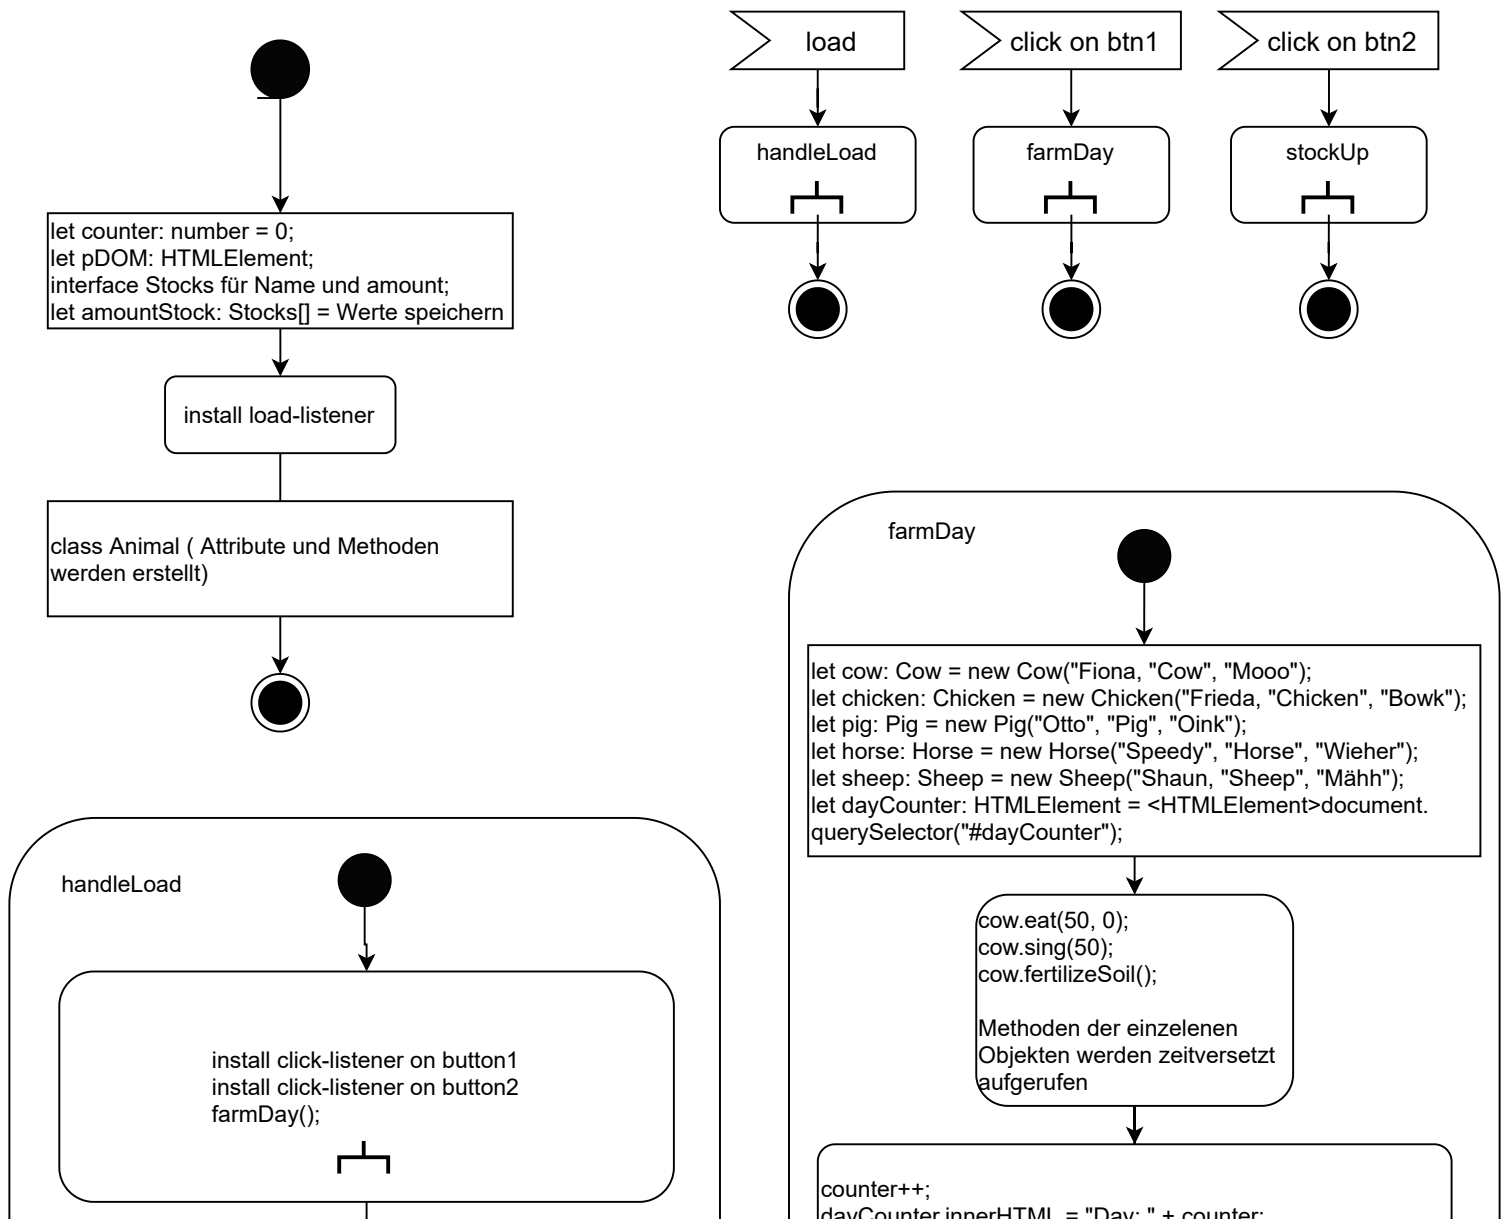 load
click on btn1
click on btn2
handleLoad
farmDay
stockUp
let counter: number = 0;
let pDOM: HTMLElement;
interface Stocks für Name und amount;
let amountStock: Stocks[] = Werte speichern
install load-listener
class Animal ( Attribute und Methoden
werden erstellt)
farmDay
let cow: Cow = new Cow("Fiona, "Cow", "Mooo");
let chicken: Chicken = new Chicken("Frieda, "Chicken", "Bowk");
let pig: Pig = new Pig("Otto", "Pig", "Oink");
let horse: Horse = new Horse("Speedy", "Horse", "Wieher");
let sheep: Sheep = new Sheep("Shaun, "Sheep", "Mähh");
let dayCounter: HTMLElement = <HTMLElement>document.
querySelector("#dayCounter");
cow.eat(50, 0);
cow.sing(50);
cow.fertilizeSoil();
Methoden der einzelenen
Objekten werden zeitversetzt
aufgerufen
counter++;
dayCounter.innerHTML = "Day: " + counter;
handleLoad
install click-listener on button1
install click-listener on button2
farmDay();